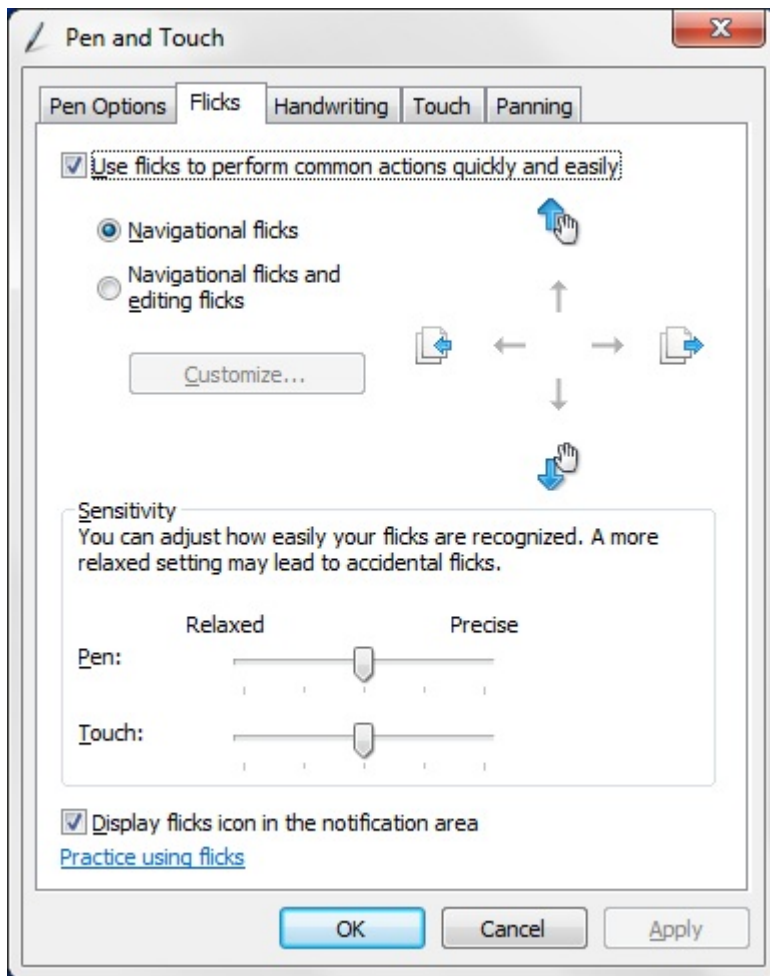 Pen and Touch
Pen Options Flicks Handwriting Touch Panning
Use flicks to perform common actions quickly and easily
Navigational flicks
Navigational flicks and
editing flicks
Customize...
Sensitivity
You can adjust how easily your flicks are recognized. A more
relaxed setting may lead to accidental flicks.
Relaxed Precise
Pen:
Touch:
Display flicks icon in the notification area
Practice using flicks
OK Cancel Apply